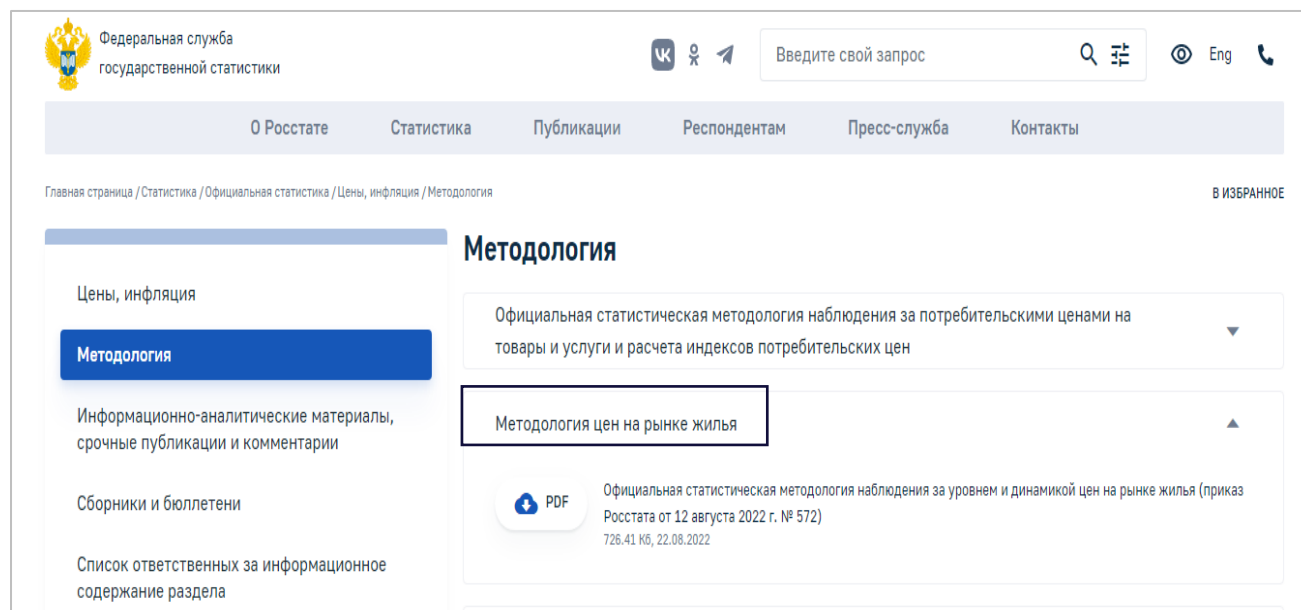 Федеральная служба
государственной статистики
Введите свой запрос
Eng
О Росстате Статистика Публикации Респондентам Пресс-служба Контакты
Главная страница / Статистика / Официальная статистика / Цены, инфляция / Методология
В ИЗБРАННОЕ
Цены, инфляция
Методология
Информационно-аналитические материалы,
срочные публикации и комментарии
Сборники и бюллетени
Список ответственных за информационное
содержание раздела
Методология
Официальная статистическая методология наблюдения за потребительскими ценами на
товары и услуги и расчета индексов потребительских цен
Методология цен на рынке жилья
PDF
Официальная статистическая методология наблюдения за уровнем и динамикой цен на рынке жилья (приказ
Росстата от 12 августа 2022 г. № 572)
726.41 Кб, 22.08.2022